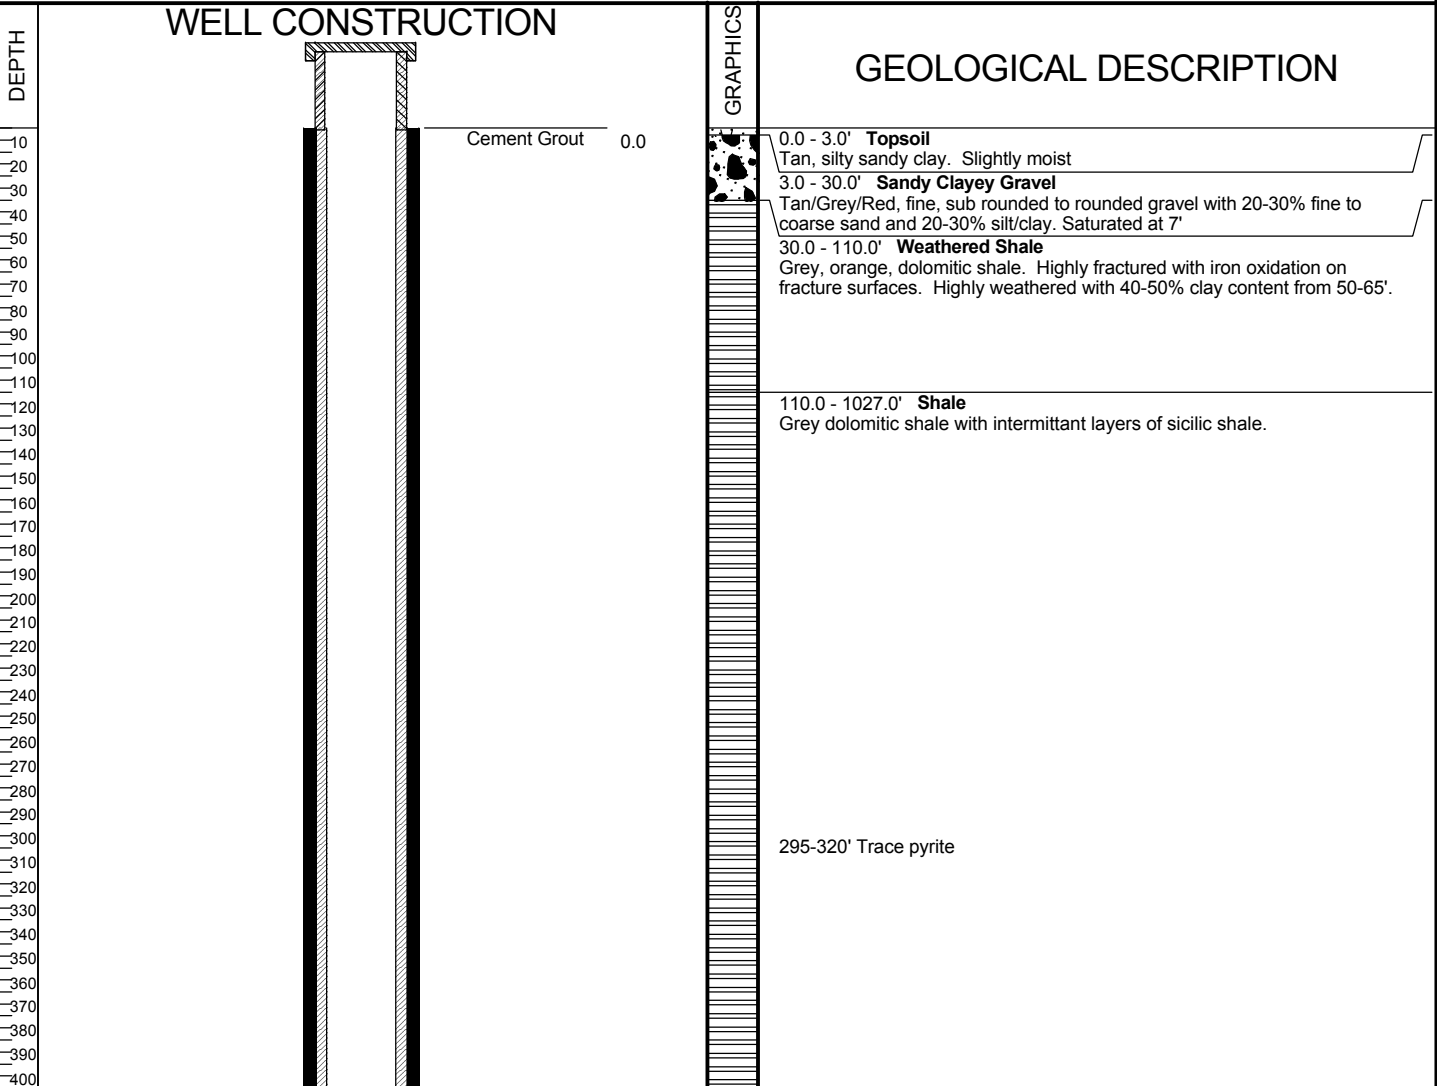 DEPTH
WELL CONSTRUCTION
GRAPHICS
GEOLOGICAL DESCRIPTION
Cement Grout 0.0
0.0 - 3.0' Topsoil
Tan, silty sandy clay. Slightly moist
3.0 - 30.0' Sandy Clayey Gravel
Tan/Grey/Red, fine, sub rounded to rounded gravel with 20-30% fine to
coarse sand and 20-30% silt/clay. Saturated at 7'
30.0 - 110.0' Weathered Shale
Grey, orange, dolomitic shale. Highly fractured with iron oxidation on
fracture surfaces. Highly weathered with 40-50% clay content from 50-65'.
110.0 - 1027.0' Shale
Grey dolomitic shale with intermittant layers of sicilic shale.
295-320' Trace pyrite
10
20
30
40
50
60
70
80
90
100
110
120
130
140
150
160
170
180
190
200
210
220
230
240
250
260
270
280
290
300
310
320
330
340
350
360
370
380
390
400